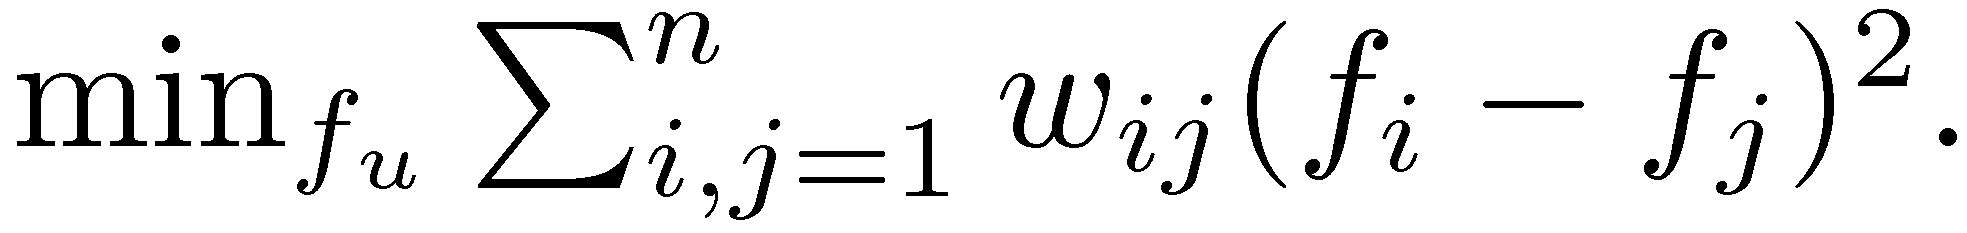 \min_{f_u} \sum_{i,j=1}^{n} w_{ij}(f_i - f_j)^2.